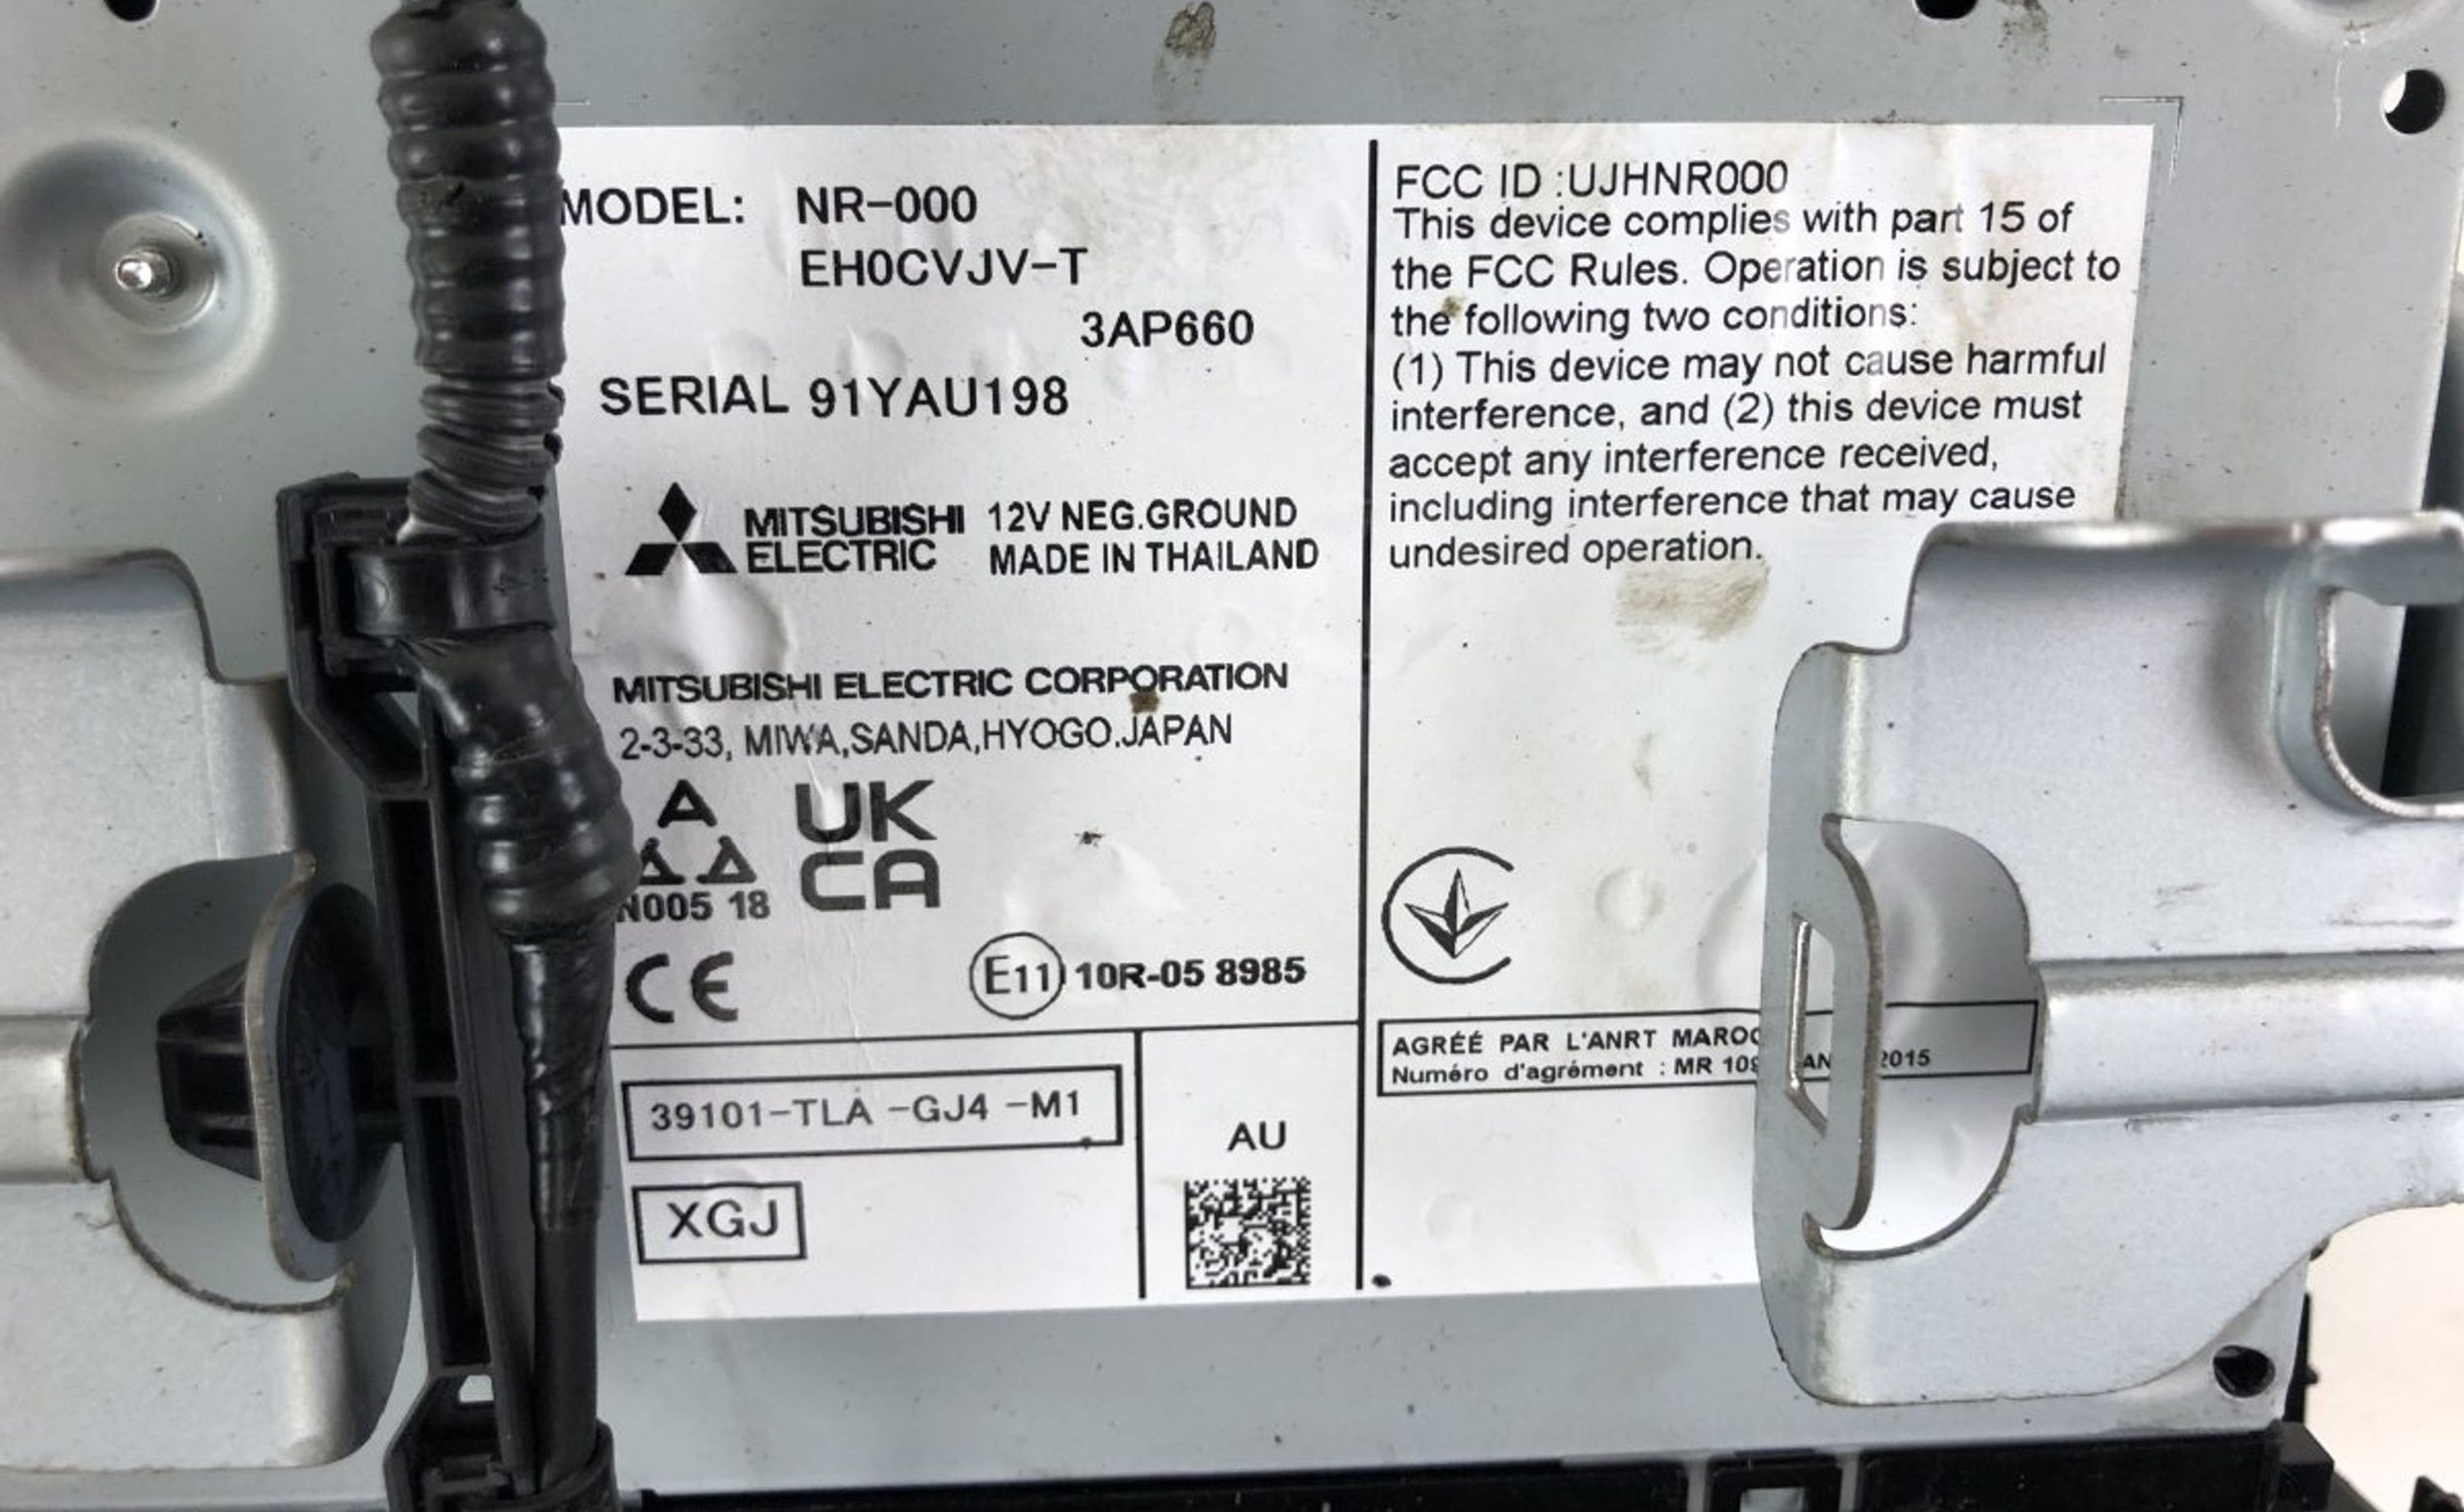 MODEL: NR-000
EH0CVJV-T
3AP660
SERIAL 91YAU198
MITSUBISHI ELECTRIC
12V NEG.GROUND
MADE IN THAILAND
MITSUBISHI ELECTRIC CORPORATION
2-3-33, MIWA,SANDA,HYOGO.JAPAN
A
N005 18
UK
CA
CE
E11 10R-05 8985
39101-TLA -GJ4 -M1
XGJ
AU
FCC ID :UJHNR000
This device complies with part 15 of
the FCC Rules. Operation is subject to
the following two conditions:
(1) This device may not cause harmful
interference, and (2) this device must
accept any interference received,
including interference that may cause
undesired operation.
AGRÉÉ PAR L'ANRT MAROC
Numéro d'agrément : MR 2015